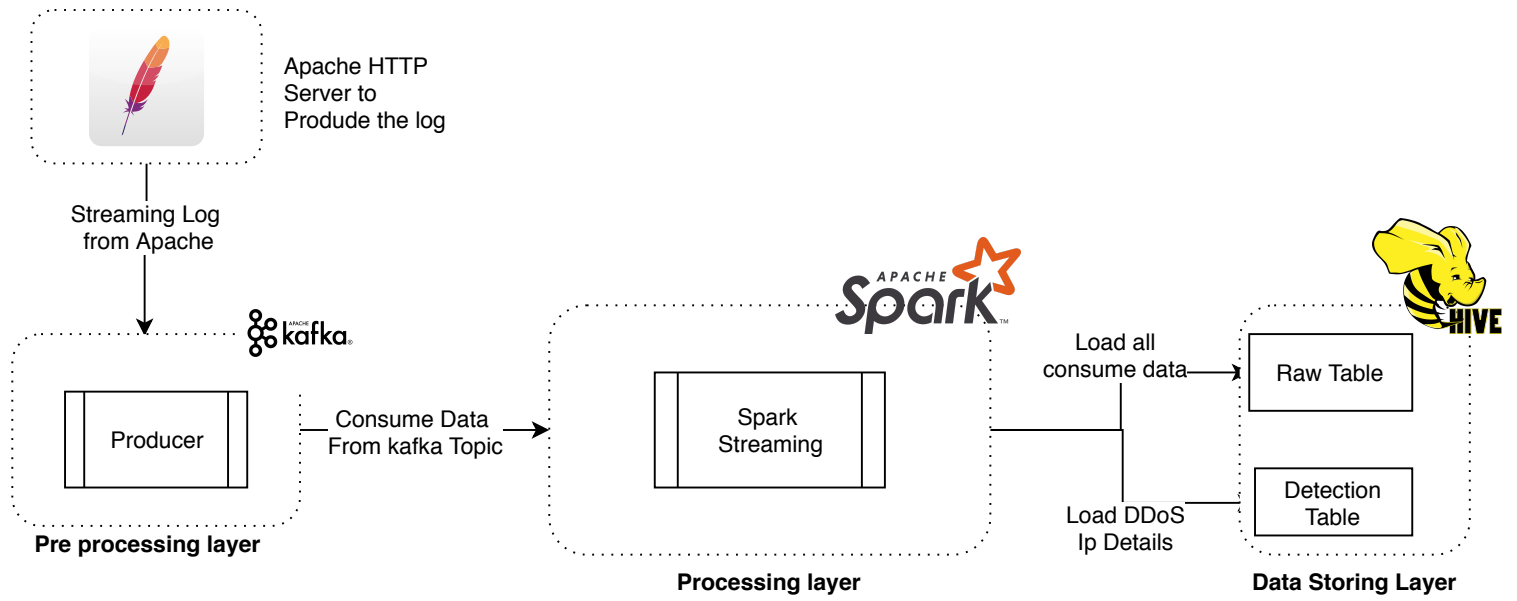 Apache HTTP
Server to
Produde the log
Streaming Log
from Apache
APACHE
kafka®
Producer
Pre processing layer
Consume Data
From kafka Topic
APACHE
Spark™
Spark
Streaming
Processing layer
Load all
consume data
Load DDoS
Ip Details
HIVE
Raw Table
Detection
Table
Data Storing Layer